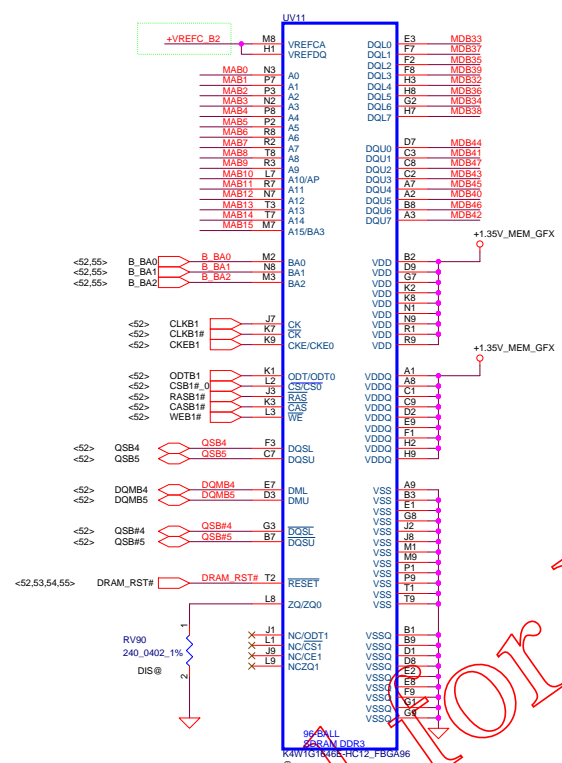 UV11
+VREFC_B2 M8 VREFCA DQL0 E3 MDB33
H1 VREFDQ DQL1 F7 MDB37
DQL2 F2 MDB35
MAB0 N3 A0 DQL3 F8 MDB39
MAB1 P7 A1 DQL4 H3 MDB32
MAB2 P3 A2 DQL5 H8 MDB36
MAB3 N2 A3 DQL6 G2 MDB34
MAB4 P8 A4 DQL7 H7 MDB38
MAB5 P2 A5
MAB6 R8 A6
MAB7 R2 A7 DQU0 D7 MDB44
MAB8 T8 A8 DQU1 C3 MDB41
MAB9 R3 A9 DQU2 C8 MDB47
MAB10 L7 A10/AP DQU3 C2 MDB43
MAB11 R7 A11 DQU4 A7 MDB45
MAB12 N7 A12 DQU5 A2 MDB40
MAB13 T3 A13 DQU6 B8 MDB46
MAB14 T7 A14 DQU7 A3 MDB42
MAB15 M7 A15/BA3
+1.35V_MEM_GFX
<52,55> B_BA0 B_BA0 M2 BA0 VDD B2
<52,55> B_BA1 B_BA1 N8 BA1 VDD D9
<52,55> B_BA2 B_BA2 M3 BA2 VDD G7
VDD K2
VDD K8
VDD N1
<52> CLKB1 J7 CK VDD N9
<52> CLKB1# K7 CK VDD R1
<52> CKEB1 K9 CKE/CKE0 VDD R9
+1.35V_MEM_GFX
<52> ODTB1 K1 ODT/ODT0 VDDQ A1
<52> CSB1#_0 L2 CS/CS0 VDDQ A8
<52> RASB1# J3 RAS VDDQ C1
<52> CASB1# K3 CAS VDDQ C9
<52> WEB1# L3 WE VDDQ D2
VDDQ E9
VDDQ F1
<52> QSB4 QSB4 F3 DQSL VDDQ H2
<52> QSB5 QSB5 C7 DQSU VDDQ H9
<52> DQMB4 DQMB4 E7 DML VSS A9
<52> DQMB5 DQMB5 D3 DMU VSS B3
VSS E1
VSS G8
<52> QSB#4 QSB#4 G3 DQSL VSS J2
<52> QSB#5 QSB#5 B7 DQSU VSS J8
VSS M1
VSS M9
VSS P1
<52,53,54,55> DRAM_RST# DRAM_RST# T2 RESET VSS P9
VSS T1
L8 ZQ/ZQ0 VSS T9
1
J1 NC/ODT1 VSSQ B1
RV90 L1 NC/CS1 VSSQ B9
240_0402_1% J9 NC/CE1 VSSQ D1
DIS@ L9 NCZQ1 VSSQ D8
2 VSSQ E2
VSSQ E8
VSSQ F9
VSSQ G1
VSSQ G9
96-BALL
SDRAM DDR3
K4W1G1646E-HC12_FBGA96
for